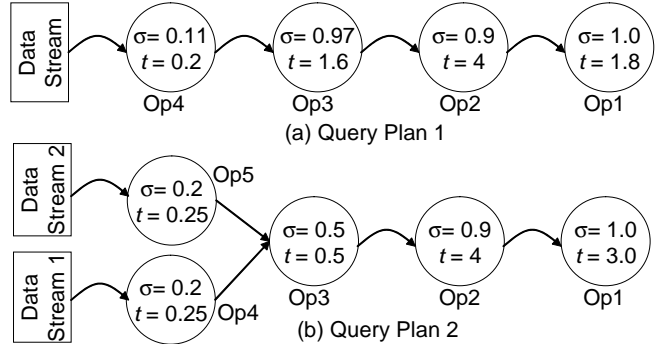 Data Stream
σ= 0.11
t = 0.2
Op4
σ= 0.97
t = 1.6
Op3
σ= 0.9
t = 4
Op2
σ= 1.0
t = 1.8
Op1
(a) Query Plan 1
Data Stream 2
σ= 0.2
t = 0.25
Op5
Data Stream 1
σ= 0.2
t = 0.25
Op4
σ= 0.5
t = 0.5
Op3
σ= 0.9
t = 4
Op2
σ= 1.0
t = 3.0
Op1
(b) Query Plan 2